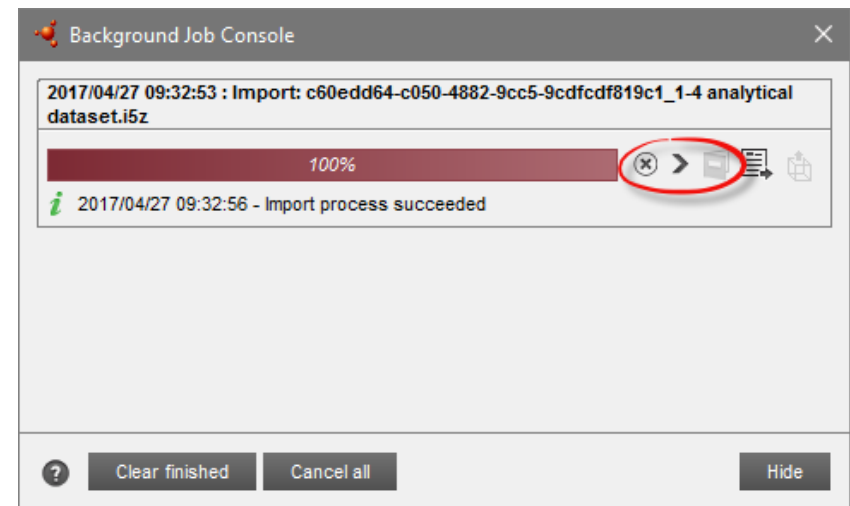 Background Job Console
2017/04/27 09:32:53 : Import: c60edd64-c050-4882-9cc5-9cdfcdf819c1_1-4 analytical
dataset.i5z
100%
i 2017/04/27 09:32:56 - Import process succeeded
? Clear finished Cancel all Hide